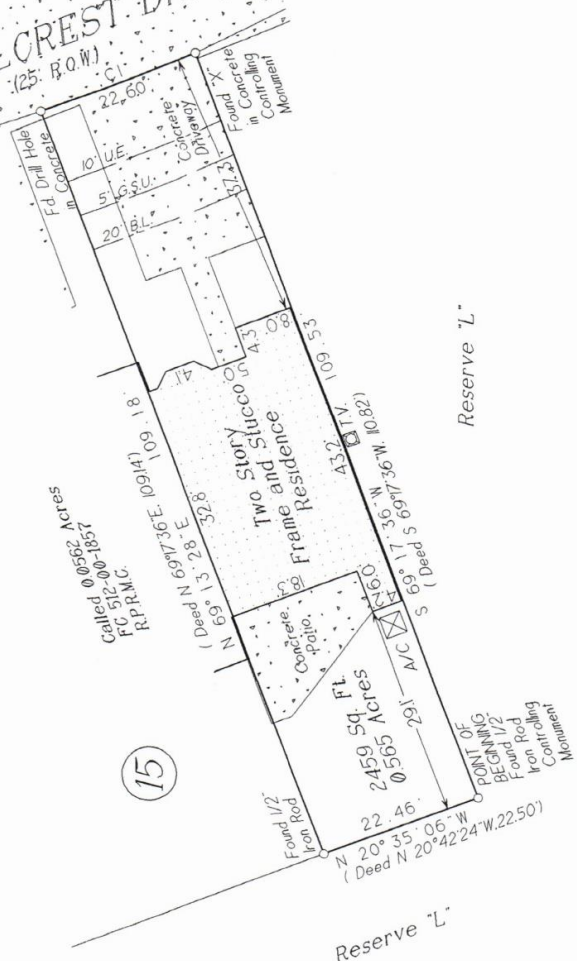 (25' R.O.W.)
C1
22.60'
Found "X"
in Concrete
Controlling
Monument
Fd. Drill Hole
in Concrete
Concrete
Driveway
10' U.E.
5' G.S.U.
20' B.L.
37.3'
8.0
4.3
5.0
4.1
109.53'
Reserve "L"
Called 0.0562 Acres
FC 512-00-1857
R.P.R.M.C.
(Deed N 69°17'36"E, 109.14')
N 69° 13' 28" E 109.18'
32.8'
Two Story
Frame and Stucco
Residence
43.2
T.V.
S 69° 17' 36" W
(Deed S 69°17'36"W, 110.82')
18.3
Concrete
Patio
A/C
29.1'
2459 Sq. Ft.
0.565 Acres
15
Found 1/2"
Iron Rod
22.46'
N 20° 35' 06" W
(Deed N 20°42'24"W, 22.50')
POINT OF
BEGINNING
Found 1/2"
Iron Rod
Controlling
Monument
Reserve "L"